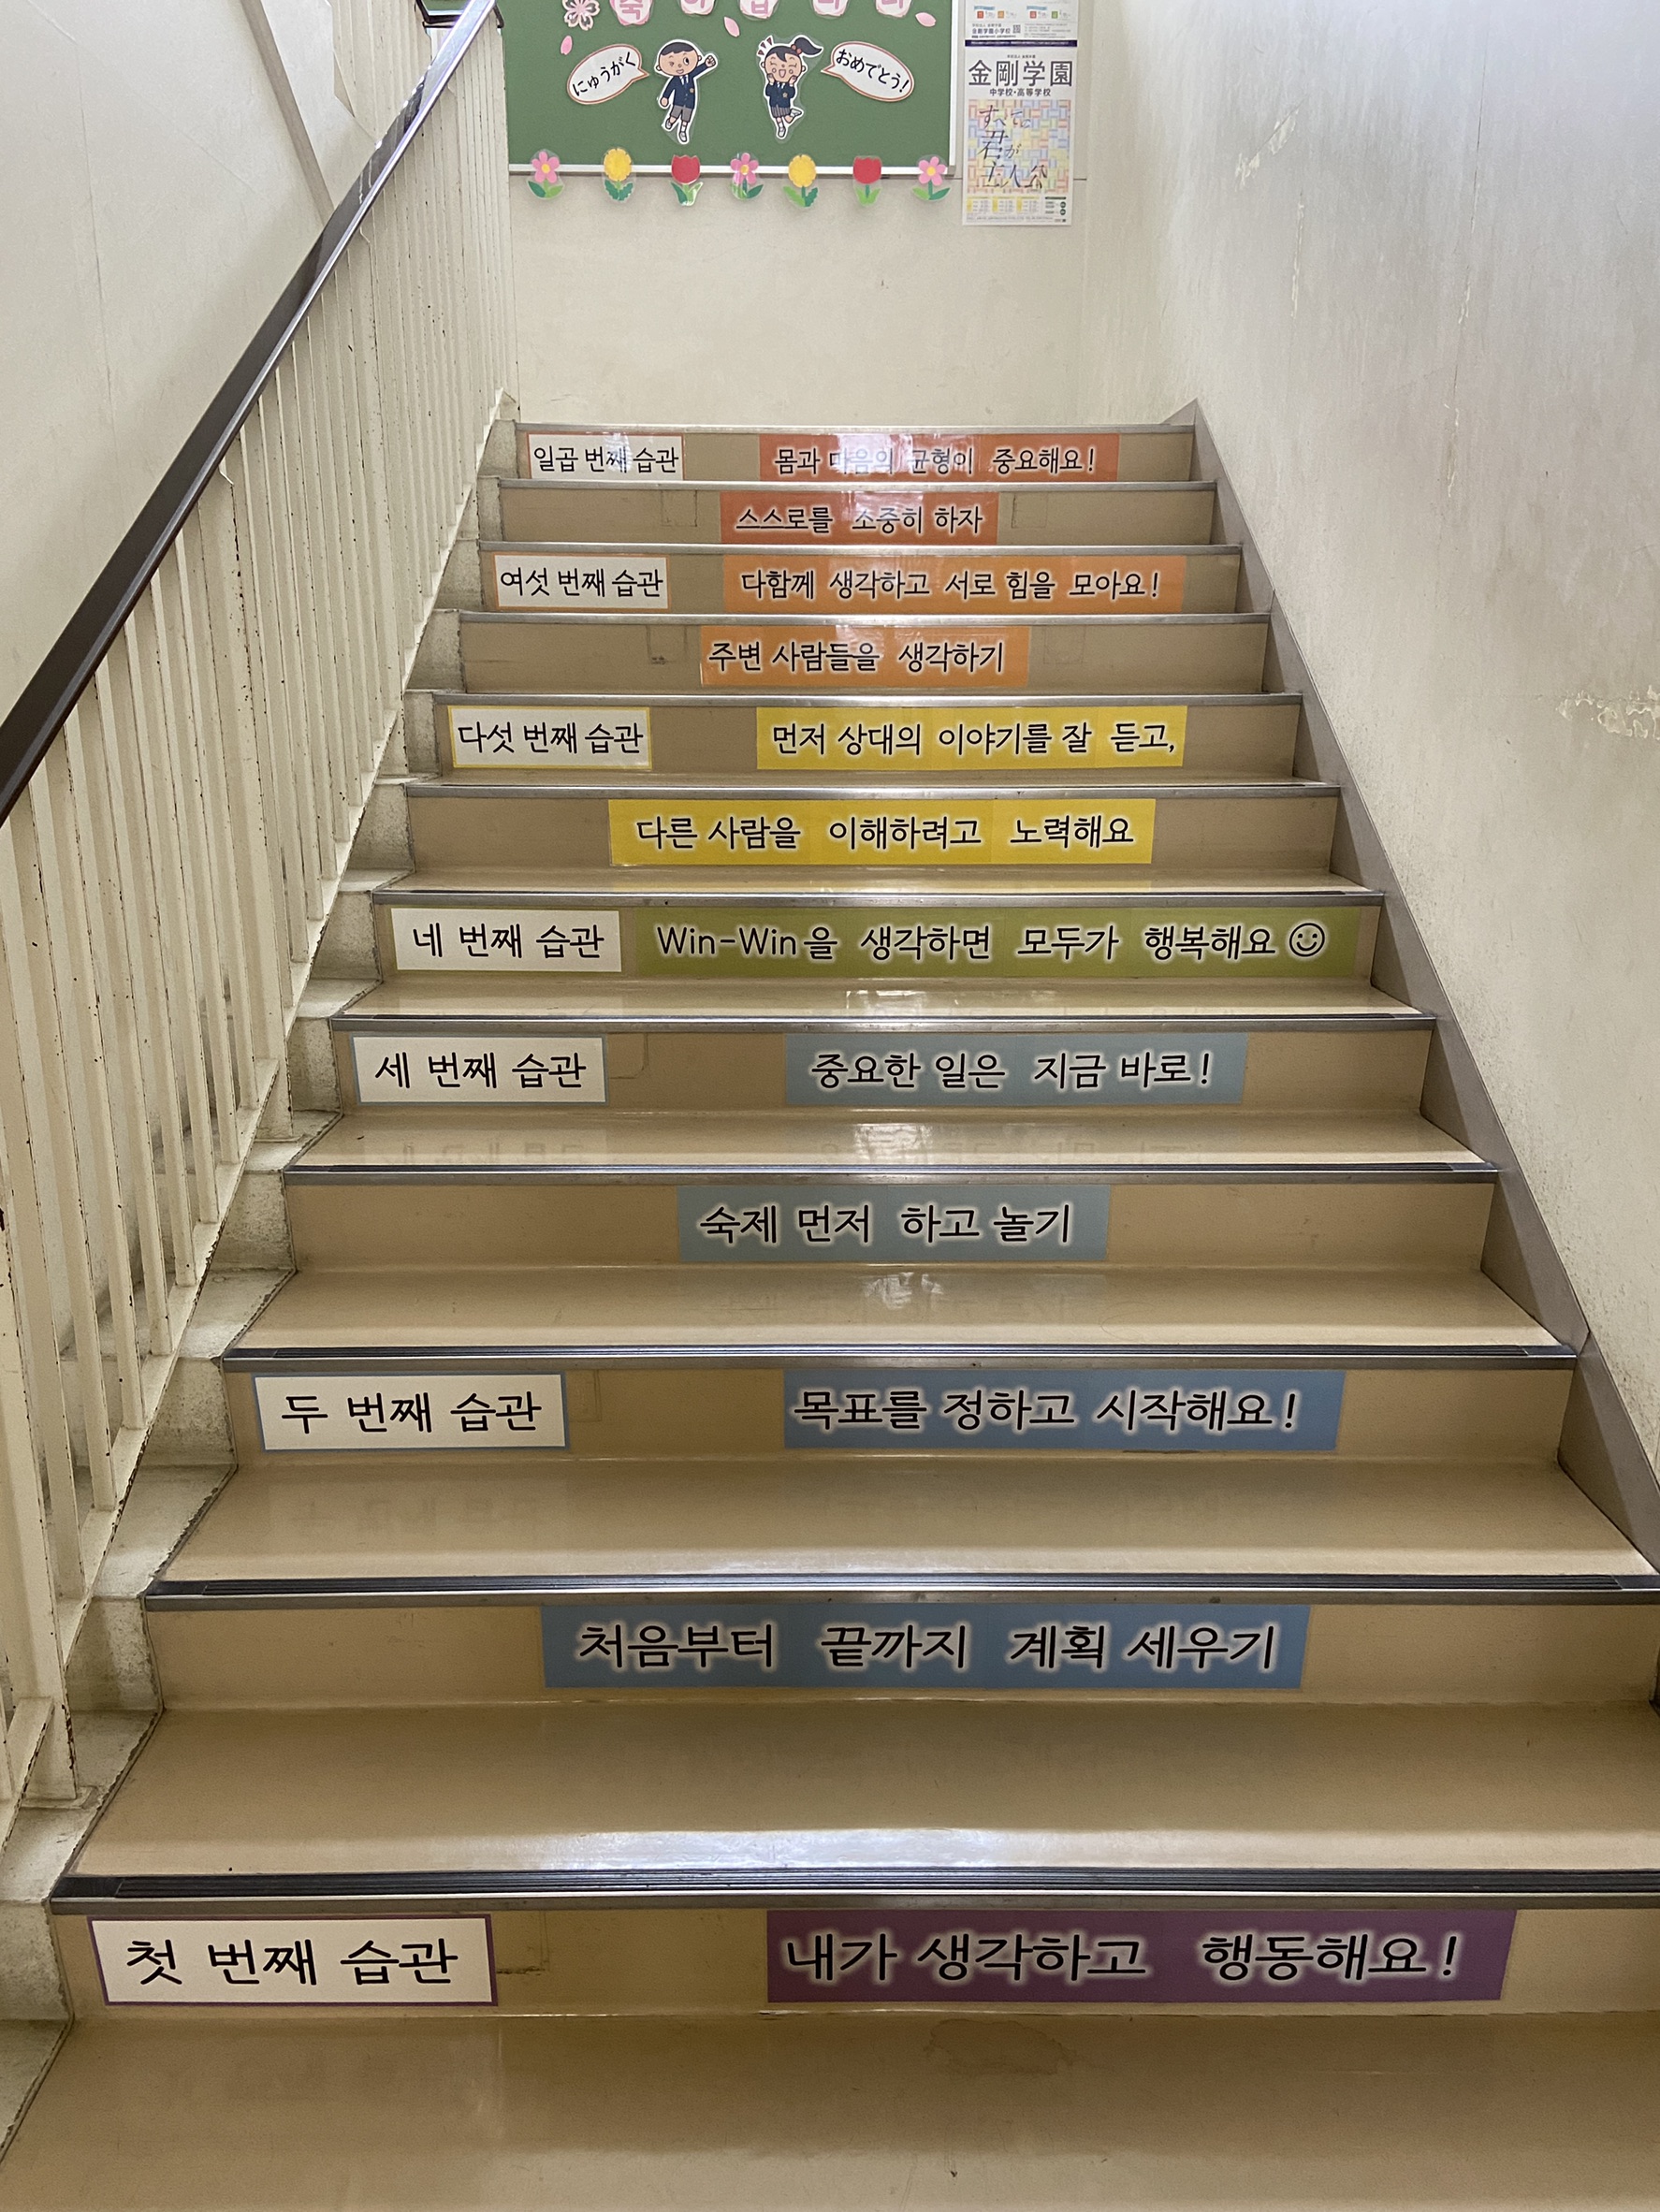 축
にゅうがく
おめでとう!
金剛学園
中学校・高等学校
すべて
君が
主人公
일곱 번째 습관 몸과 마음의 균형이 중요해요!
스스로를 소중히 하자
여섯 번째 습관 다함께 생각하고 서로 힘을 모아요!
주변 사람들을 생각하기
다섯 번째 습관 먼저 상대의 이야기를 잘 듣고,
다른 사람을 이해하려고 노력해요
네 번째 습관 Win-Win을 생각하면 모두가 행복해요☺
세 번째 습관 중요한 일은 지금 바로!
숙제 먼저 하고 놀기
두 번째 습관 목표를 정하고 시작해요!
처음부터 끝까지 계획 세우기
첫 번째 습관 내가 생각하고 행동해요!